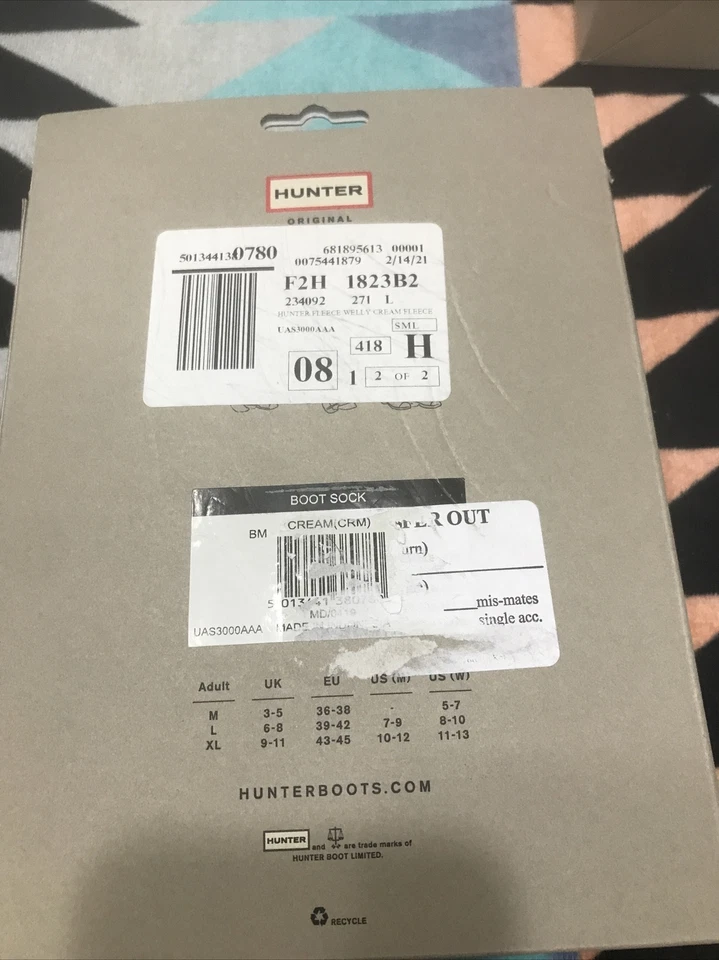 HUNTER
ORIGINAL
5013441380780
681895613 00001
0075441879 2/14/21
F2H 1823B2
234092 271 L
HUNTER FLEECE WELLY CREAM FLEECE
UAS3000AAA
SML
418 H
08 1 2 OF 2
BOOT SOCK
BM CREAM(CRM)
OUT
mis-mates
single acc.
UAS3000AAA MADE
Adult UK EU US (M) US (W)
M 3-5 36-38 - 5-7
L 6-8 39-42 7-9 8-10
XL 9-11 43-45 10-12 11-13
HUNTERBOOTS.COM
HUNTER and are trade marks of
HUNTER BOOT LIMITED.
RECYCLE